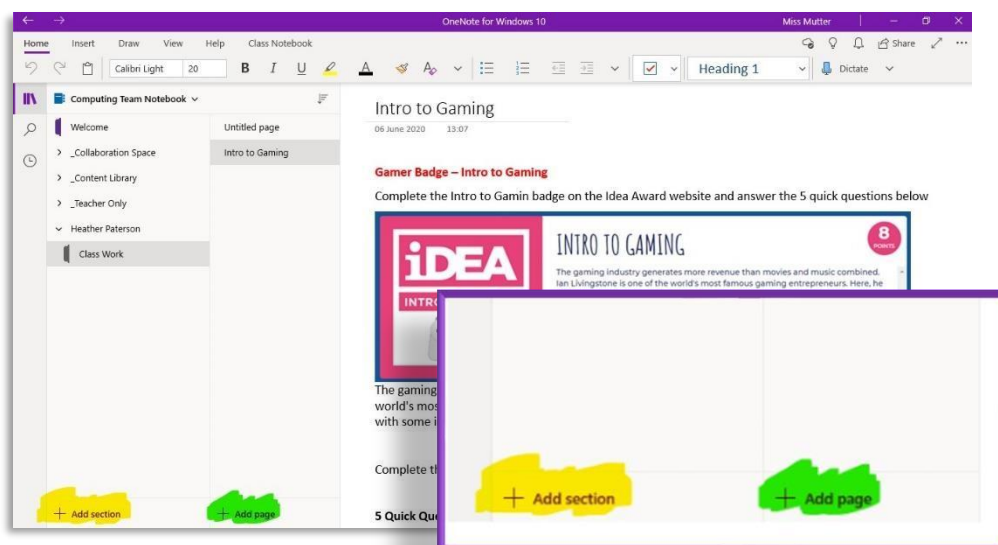 OneNote for Windows 10
Miss Mutter
Home Insert Draw View Help Class Notebook
Share
Calibri Light 20 B I U A A Heading 1 Dictate
Computing Team Notebook
Welcome
_Collaboration Space
_Content Library
_Teacher Only
Heather Paterson
Class Work
Untitled page
Intro to Gaming
+ Add section
+ Add page
Intro to Gaming
06 June 2020 13:07
Gamer Badge – Intro to Gaming
Complete the Intro to Gamin badge on the Idea Award website and answer the 5 quick questions below
iDEA
INTRO TO GAMING
8
POINTS
The gaming industry generates more revenue than movies and music combined.
Ian Livingstone is one of the world's most famous gaming entrepreneurs. Here, he
The gaming
world's mos
with some i
Complete th
5 Quick Que
+ Add section
+ Add page